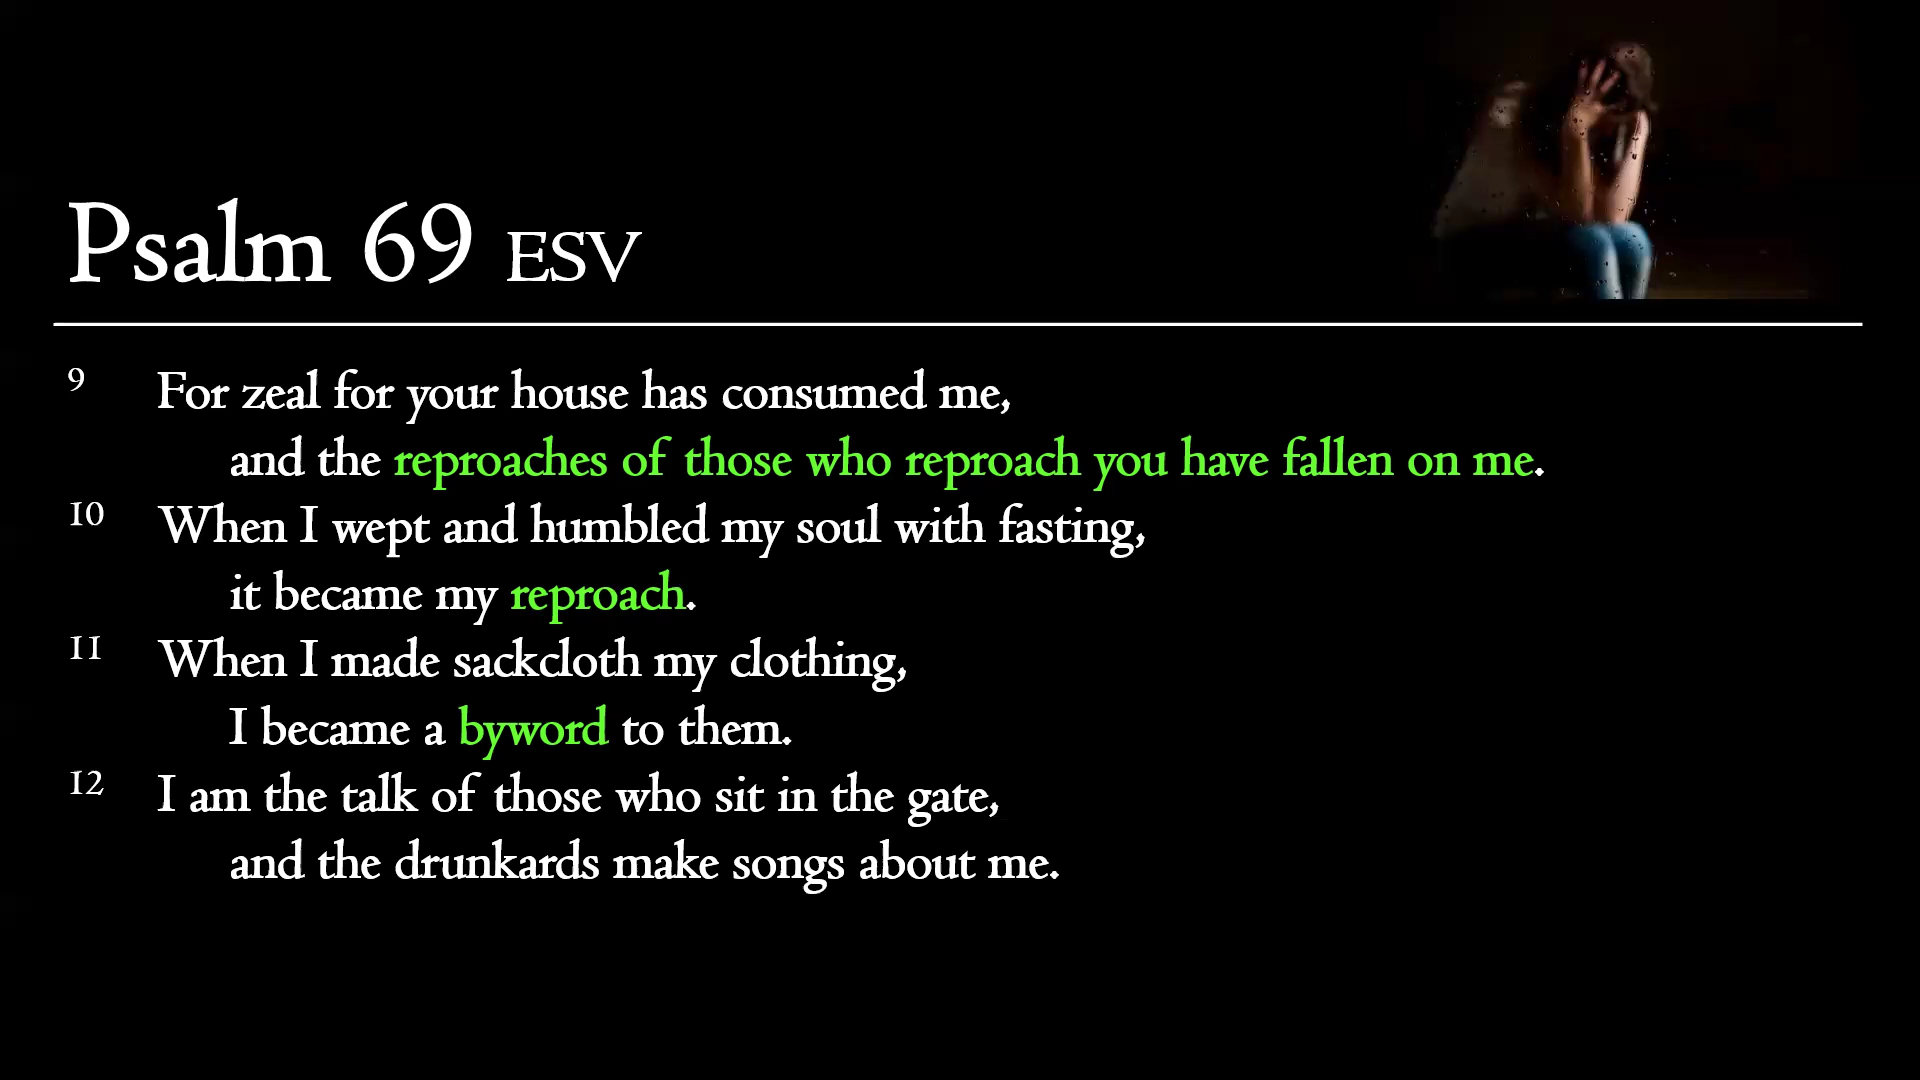 Psalm 69 ESV
9 For zeal for your house has consumed me,
and the reproaches of those who reproach you have fallen on me.
10 When I wept and humbled my soul with fasting,
it became my reproach.
11 When I made sackcloth my clothing,
I became a byword to them.
12 I am the talk of those who sit in the gate,
and the drunkards make songs about me.